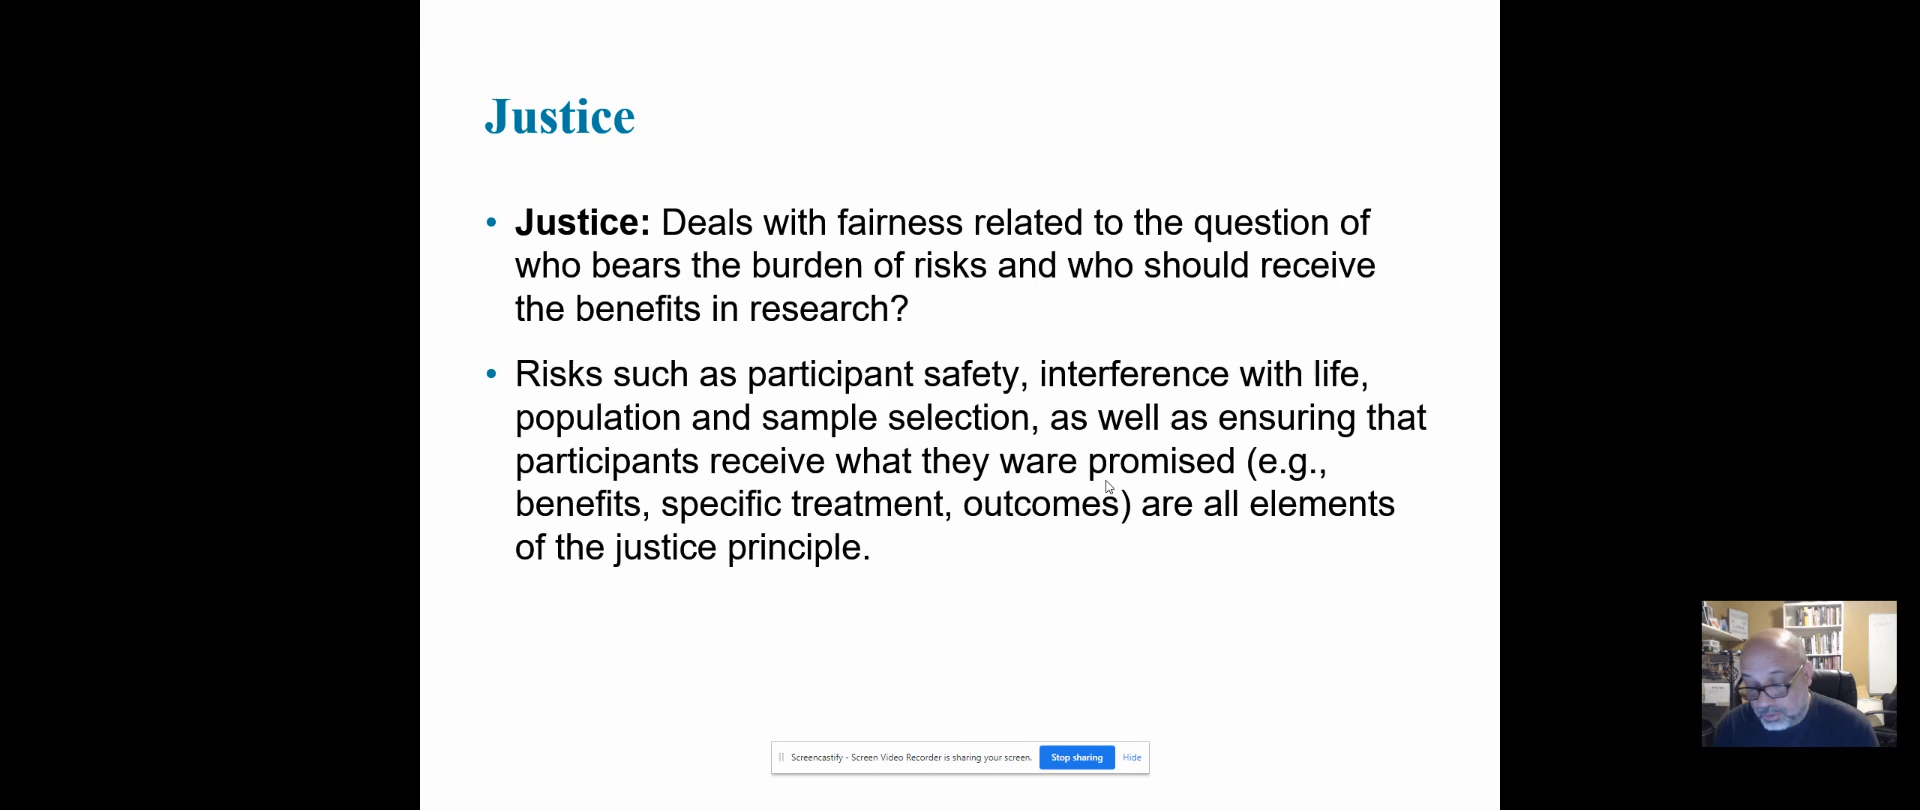 Justice
• Justice: Deals with fairness related to the question of
who bears the burden of risks and who should receive
the benefits in research?
• Risks such as participant safety, interference with life,
population and sample selection, as well as ensuring that
participants receive what they ware promised (e.g.,
benefits, specific treatment, outcomes) are all elements
of the justice principle.
Screencastify - Screen Video Recorder is sharing your screen. Stop sharing Hide